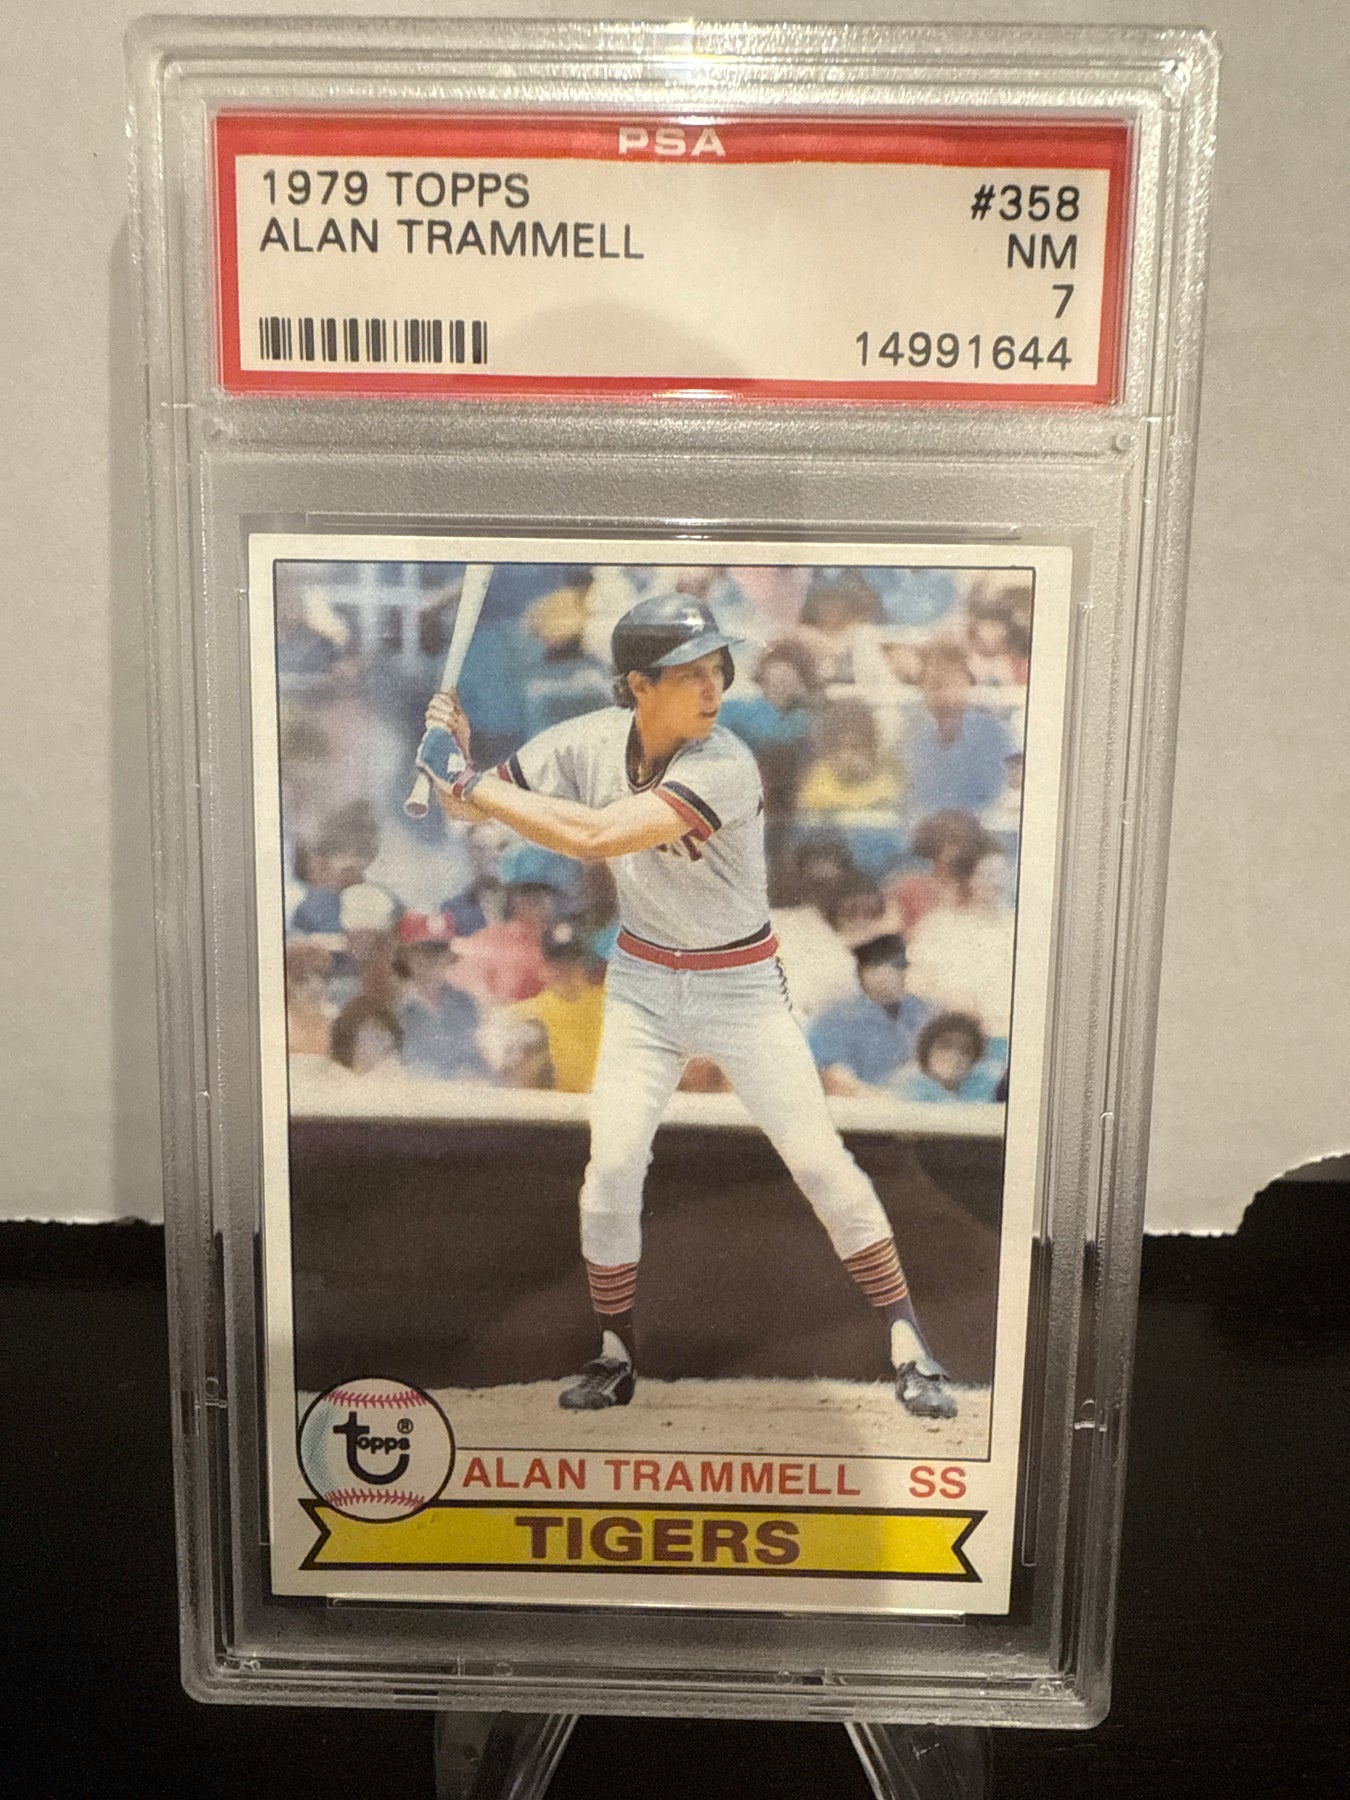 PSA
1979 TOPPS #358
ALAN TRAMMELL NM
7
14991644
topps®
ALAN TRAMMELL SS
TIGERS